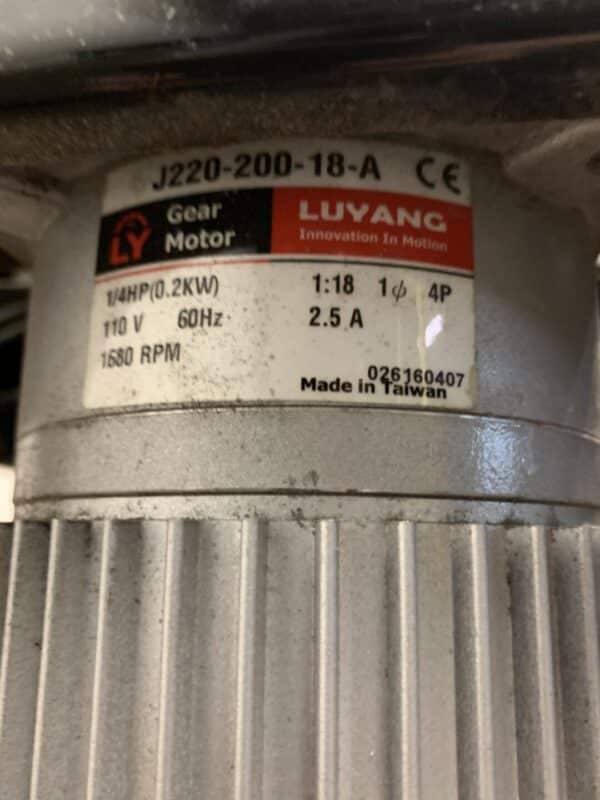 J220-200-18-A CE
LY Gear Motor
LUYANG
Innovation In Motion
1/4HP(0.2KW) 1:18 1ϕ 4P
110 V 60Hz 2.5 A
1680 RPM
026160407
Made in Taiwan